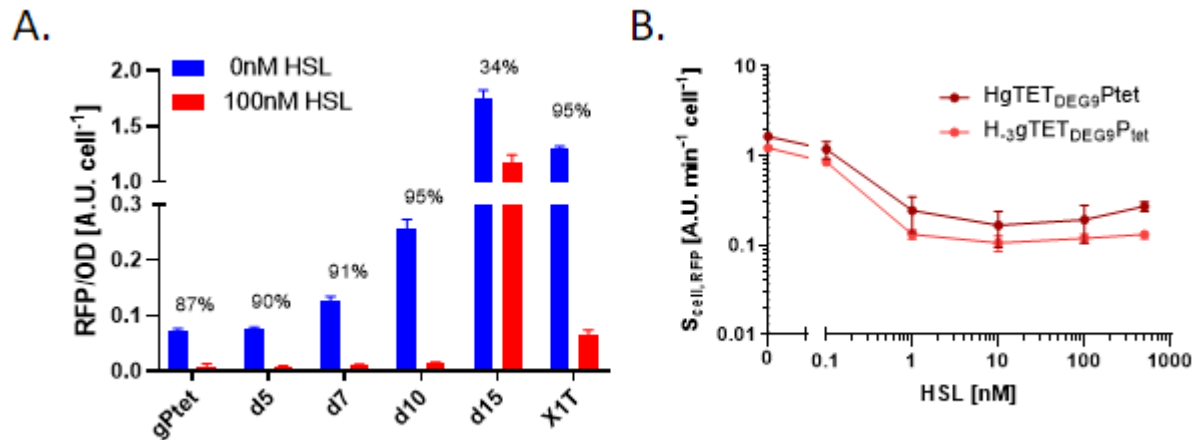 A.
RFP/OD [A.U. cell⁻¹]
2.0
1.5
1.0
0.3
0.2
0.1
0.0
0nM HSL
100nM HSL
87%
90%
91%
95%
34%
95%
gPtet
d5
d7
d10
d15
X1T
B.
S_cell,RFP [A.U. min⁻¹ cell⁻¹]
10
1
0.1
0.01
HgTET_DEG9Ptet
H₋₃gTET_DEG9P_tet
0
0.1
1
10
100
1000
HSL [nM]